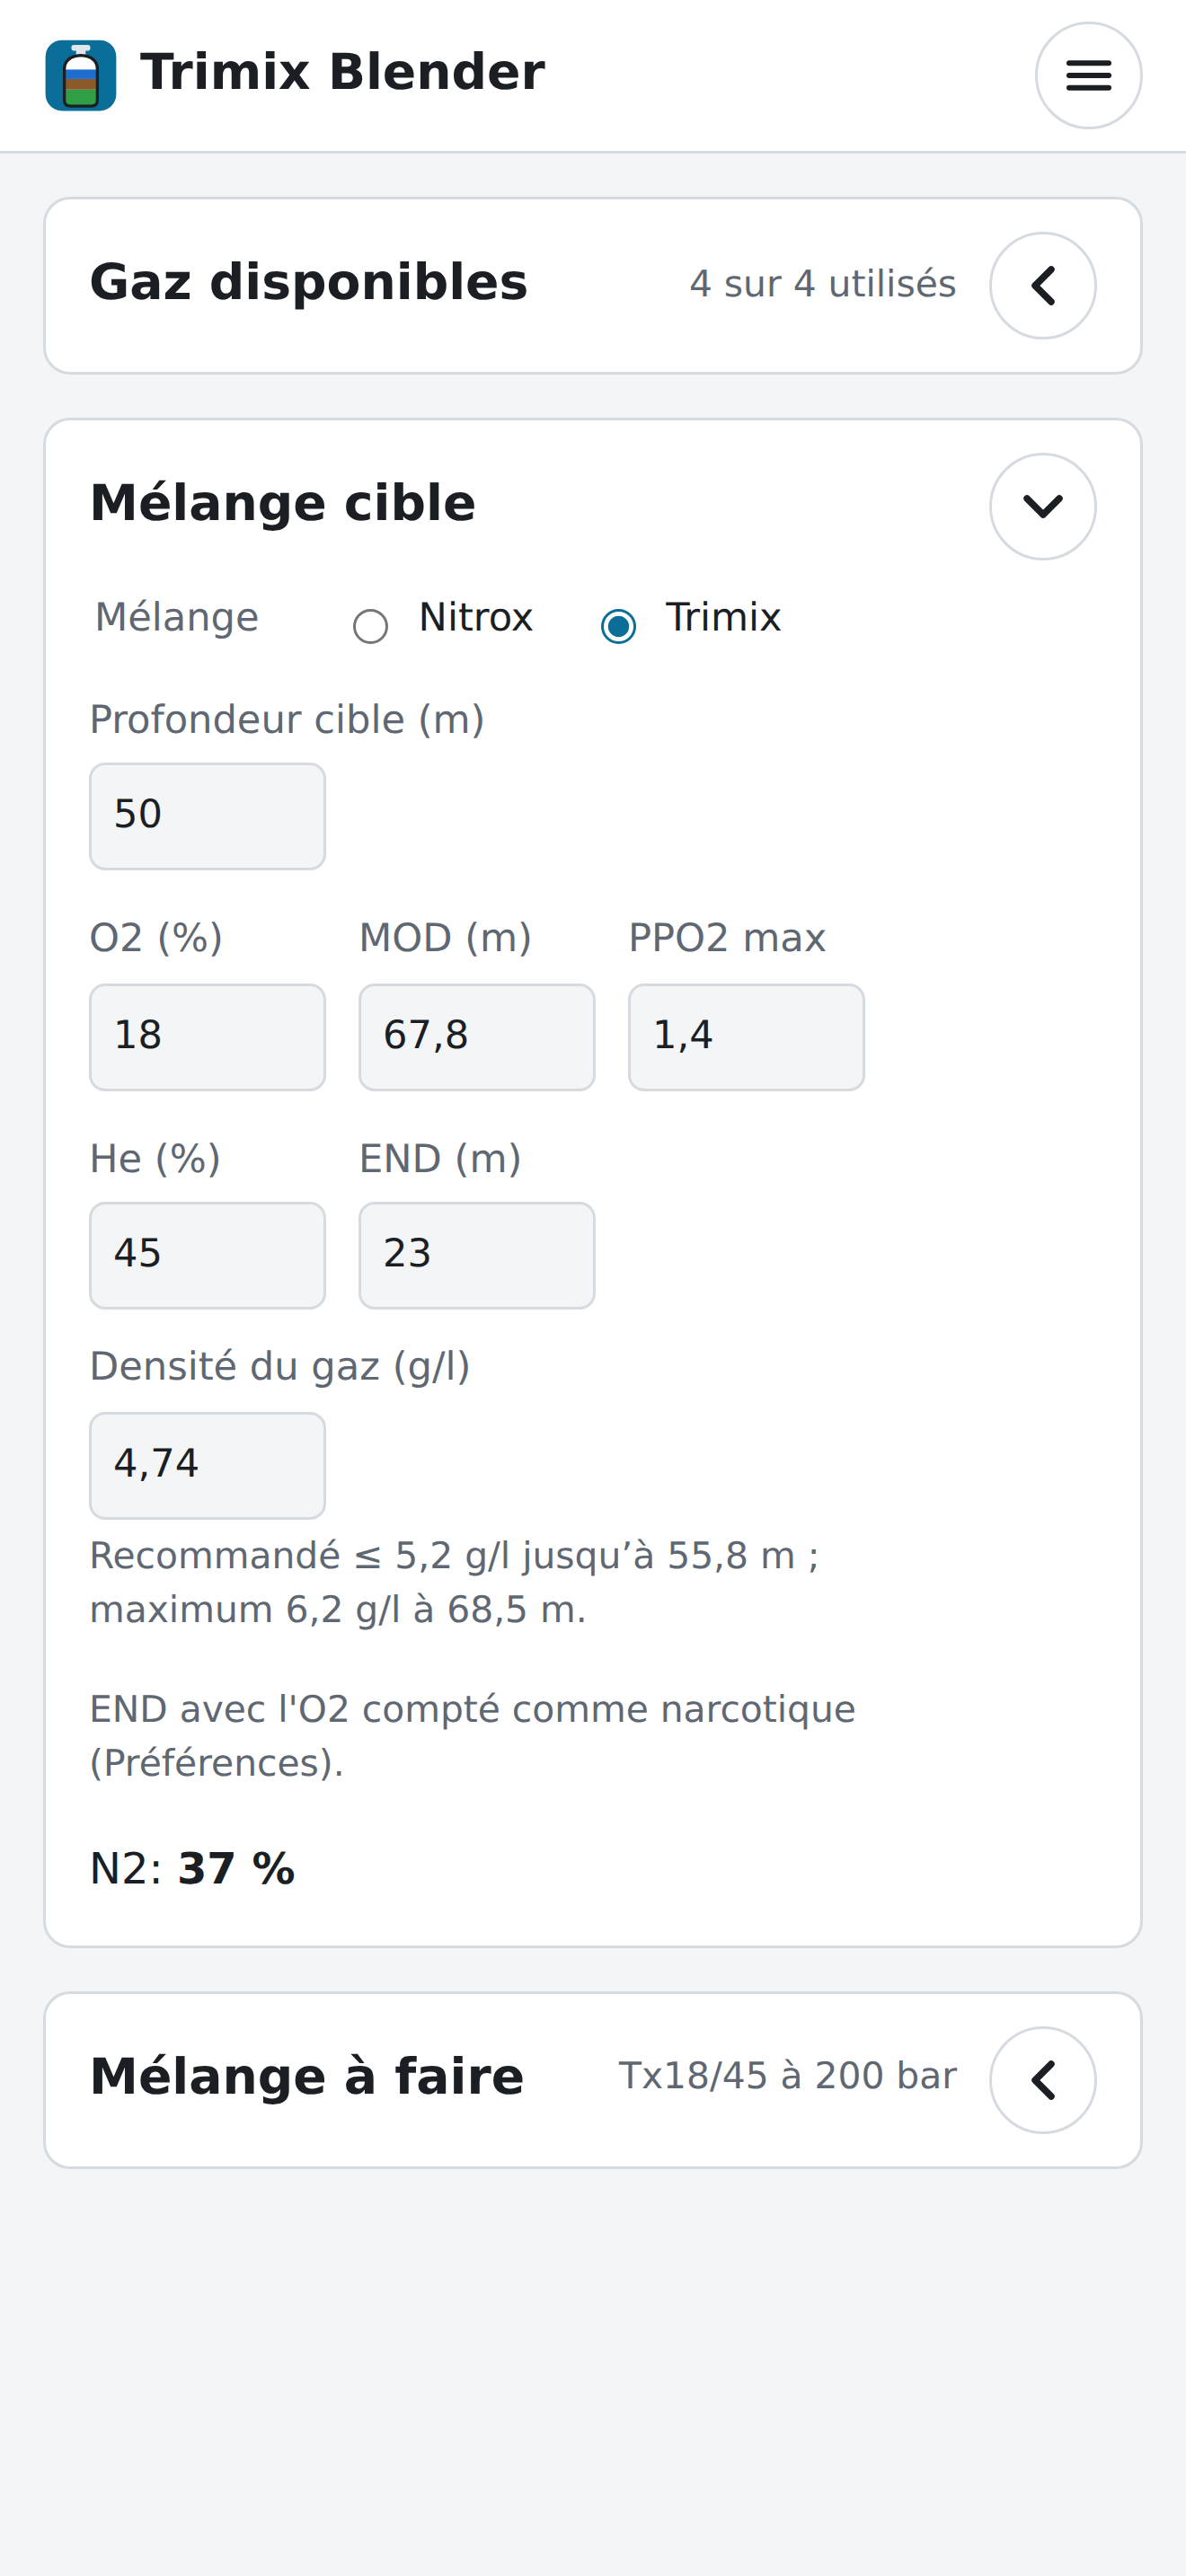 Trimix Blender
Gaz disponibles
4 sur 4 utilisés
Mélange cible
Mélange
Nitrox
Trimix
Profondeur cible (m)
50
O2 (%)
MOD (m)
PPO2 max
18
67,8
1,4
He (%)
END (m)
45
23
Densité du gaz (g/l)
4,74
Recommandé ≤ 5,2 g/l jusqu’à 55,8 m ;
maximum 6,2 g/l à 68,5 m.
END avec l'O2 compté comme narcotique
(Préférences).
N2: 37 %
Mélange à faire
Tx18/45 à 200 bar